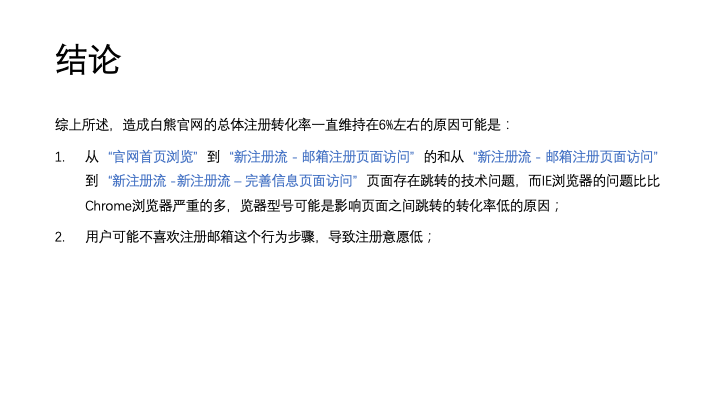 结论
综上所述，造成白熊官网的总体注册转化率一直维持在6%左右的原因可能是：
1. 从 “官网首页浏览” 到 “新注册流 - 邮箱注册页面访问” 的和从 “新注册流 - 邮箱注册页面访问”
到 “新注册流 -新注册流 – 完善信息页面访问” 页面存在跳转的技术问题，而IE浏览器的问题比比
Chrome浏览器严重的多，览器型号可能是影响页面之间跳转的转化率低的原因；
2. 用户可能不喜欢注册邮箱这个行为步骤，导致注册意愿低；